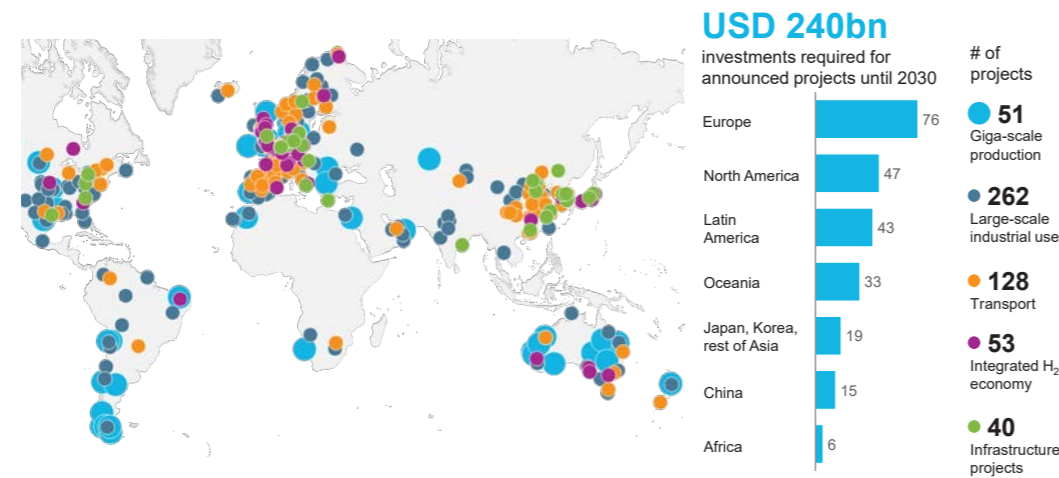 USD 240bn
investments required for
announced projects until 2030
Europe
76
North America
47
Latin
America
43
Oceania
33
Japan, Korea,
rest of Asia
19
China
15
Africa
6
# of
projects
51
Giga-scale
production
262
Large-scale
industrial use
128
Transport
53
Integrated H₂
economy
40
Infrastructure
projects